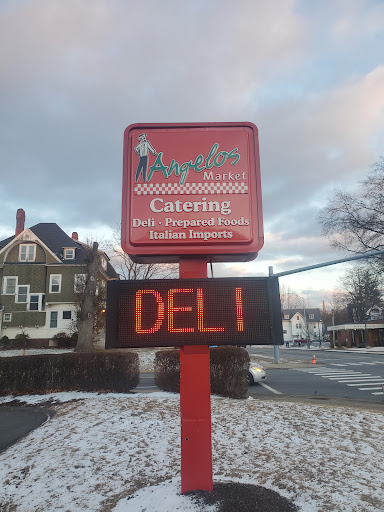 Angelos
Market
Catering
Deli · Prepared Foods
Italian Imports
DELI